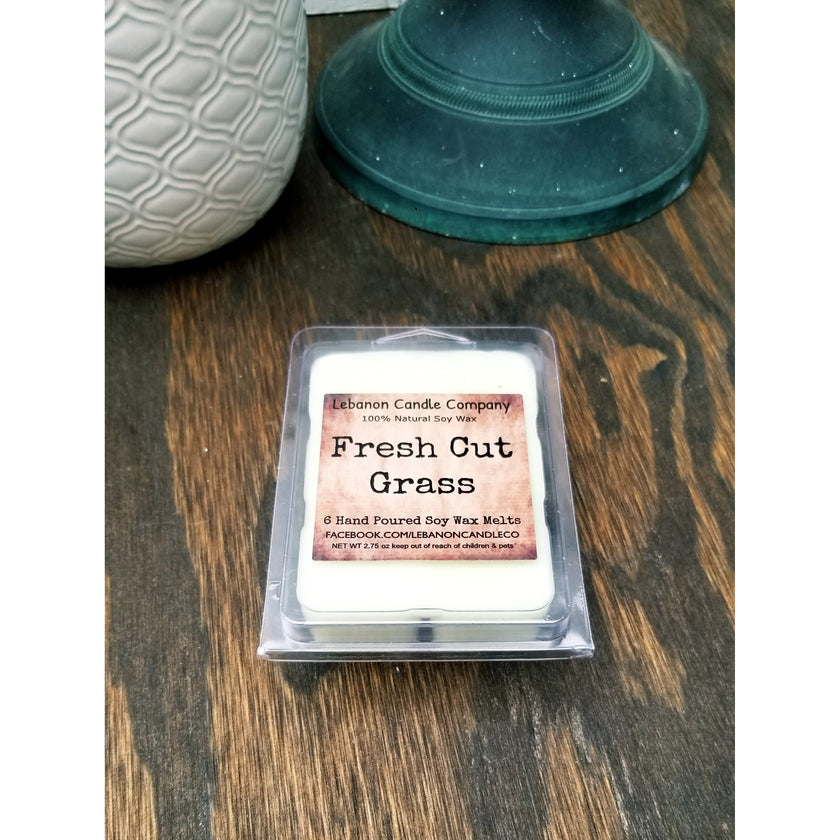 Lebanon Candle Company
100% Natural Soy Wax
Fresh Cut
Grass
6 Hand Poured Soy Wax Melts
FACEBOOK.COM/LEBANONCANDLECO
NET WT 2.75 oz keep out of reach of children & pets